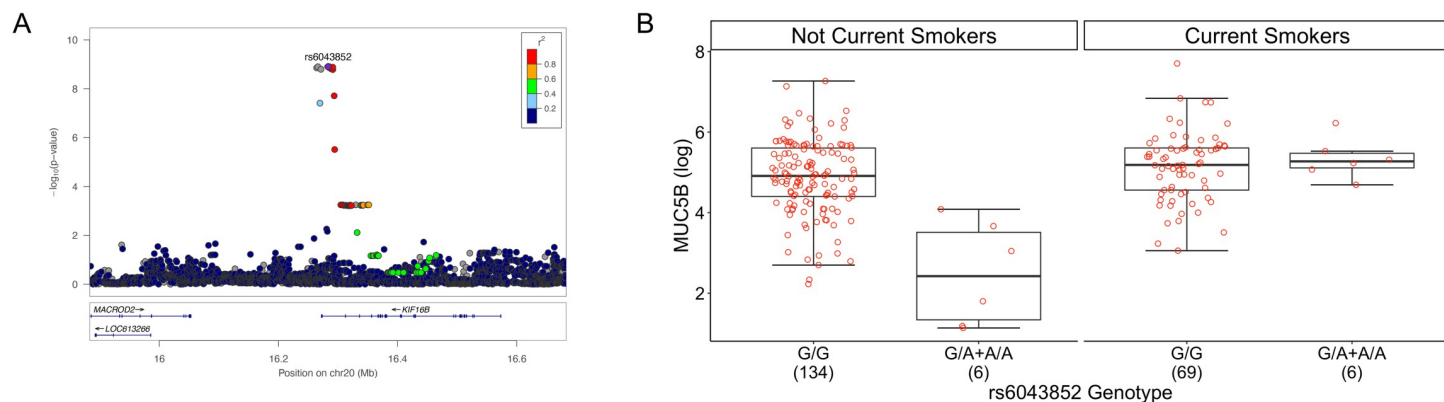 A
rs6043852
r²
0.8
0.6
0.4
0.2
10
8
6
4
2
0
−log₁₀(p-value)
MACROD2→
←LOC613266
←KIF16B
16
16.2
16.4
16.6
Position on chr20 (Mb)
B
Not Current Smokers
Current Smokers
8
6
4
2
MUC5B (log)
G/G
(134)
G/A+A/A
(6)
G/G
(69)
G/A+A/A
(6)
rs6043852 Genotype